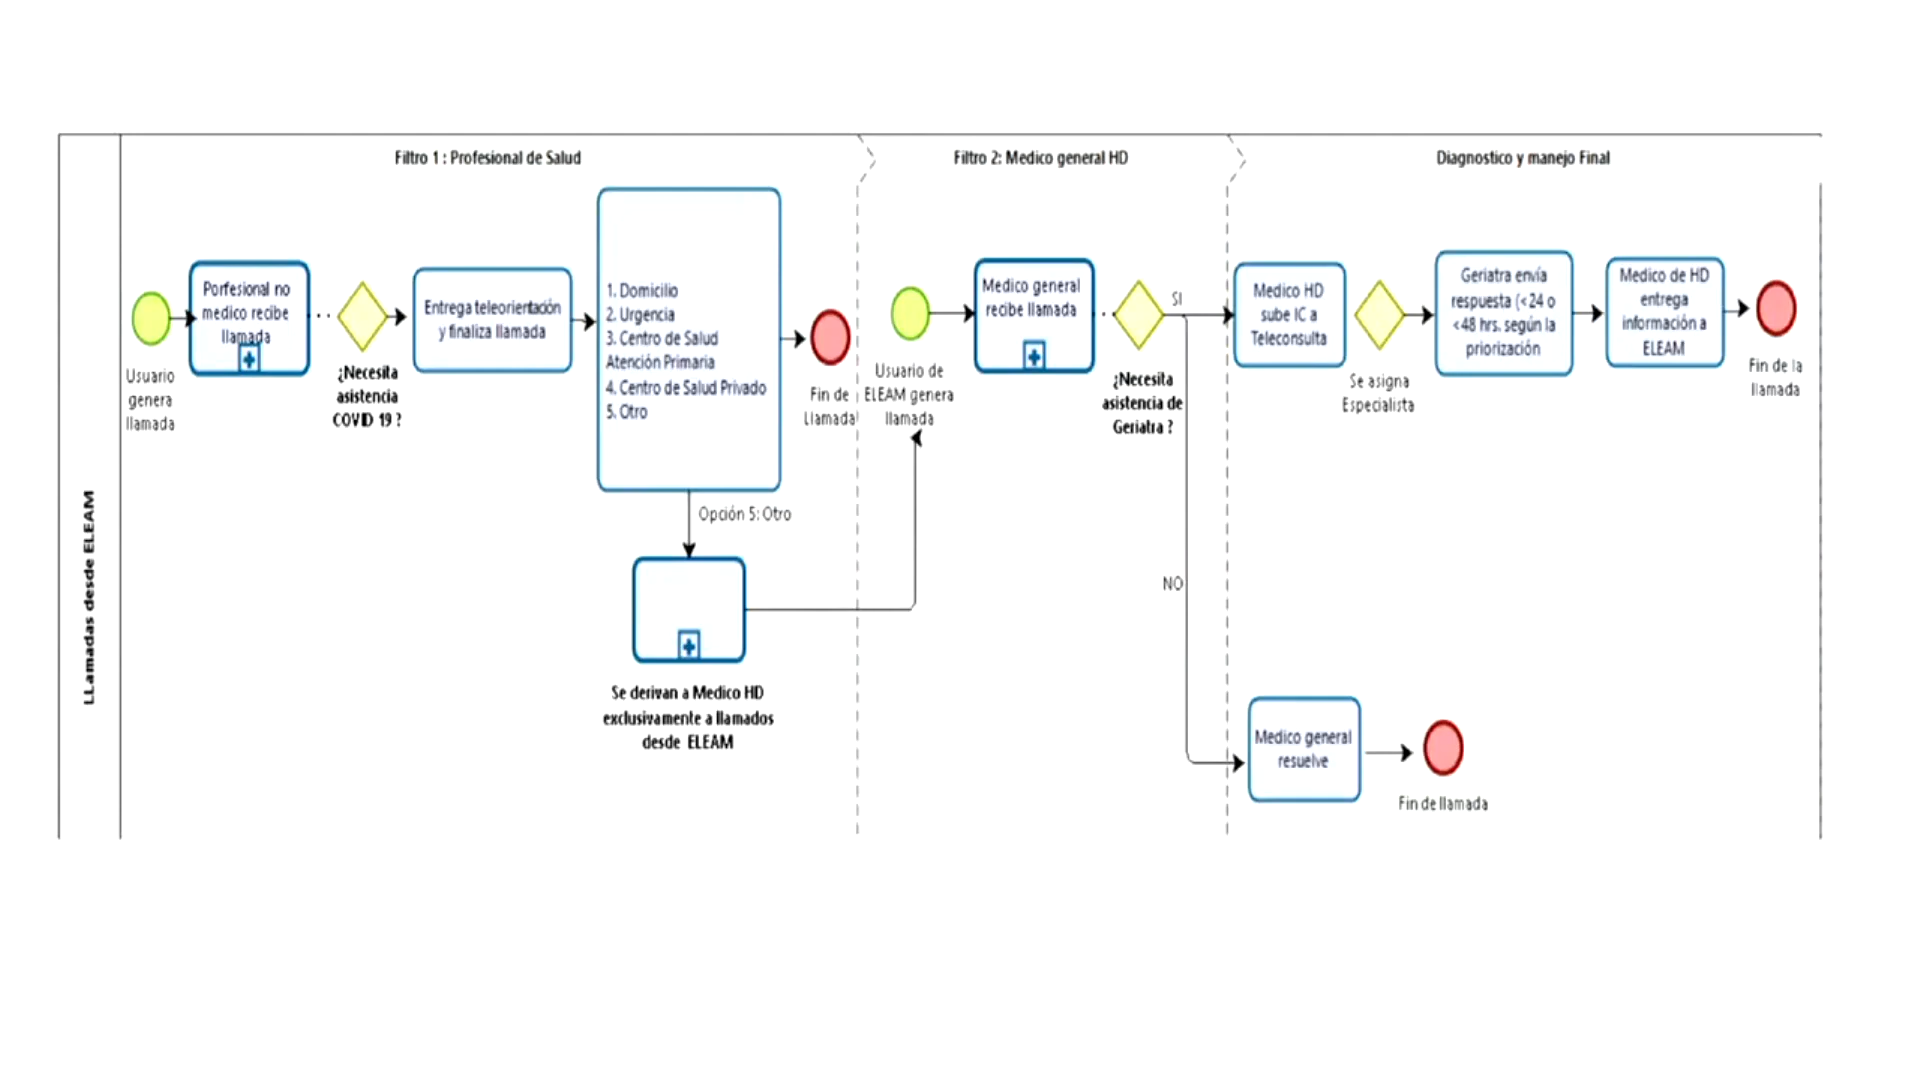 LLamadas desde ELEAM
Filtro 1 : Profesional de Salud
Usuario
genera
llamada
Porfesional no
medico recibe
llamada
¿Necesita
asistencia
COVID 19 ?
Entrega teleorientación
y finaliza llamada
1. Domicilio
2. Urgencia
3. Centro de Salud
Atención Primaria
4. Centro de Salud Privado
5. Otro
Fin de
Llamada
Opción 5: Otro
Se derivan a Medico HD
exclusivamente a llamados
desde ELEAM
Filtro 2: Medico general HD
Usuario de
ELEAM genera
llamada
Medico general
recibe llamada
¿Necesita
asistencia de
Geriatra ?
SI
NO
Diagnostico y manejo Final
Medico HD
sube IC a
Teleconsulta
Se asigna
Especialista
Geriatra envía
respuesta (<24 o
<48 hrs. según la
priorización
Medico de HD
entrega
información a
ELEAM
Fin de la
llamada
Medico general
resuelve
Fin de llamada